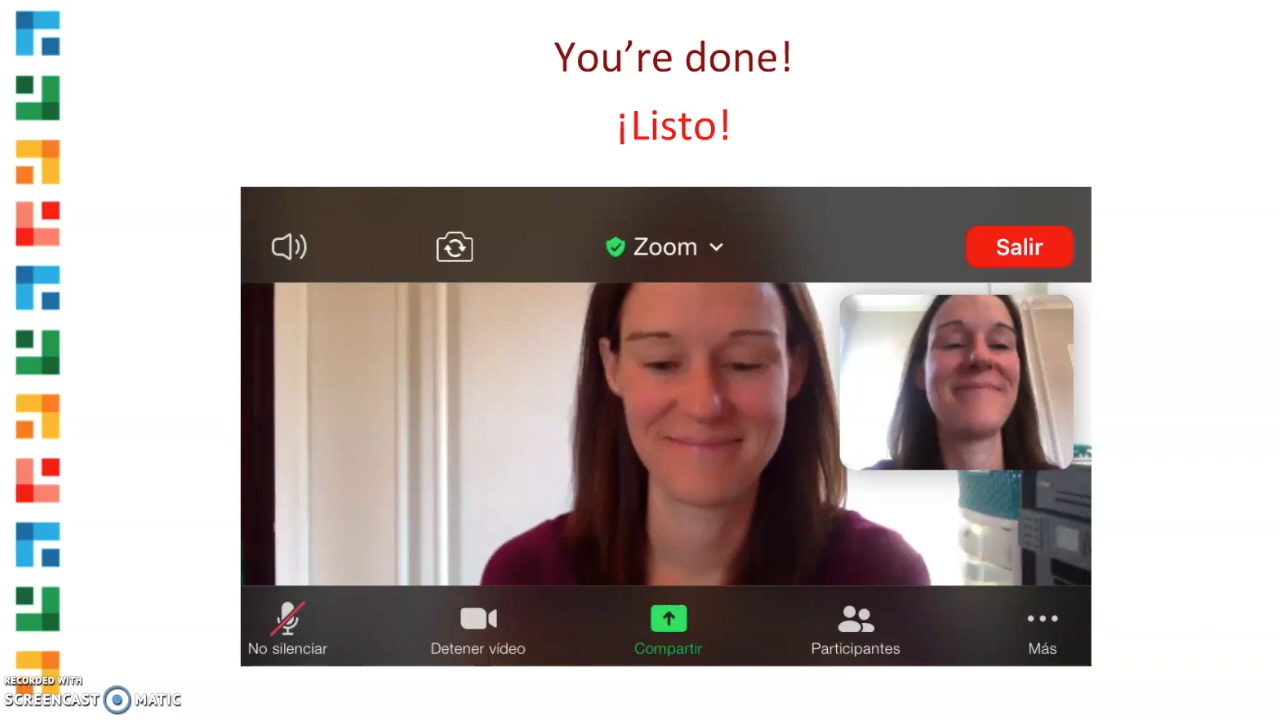 You're done!
¡Listo!
Zoom
Salir
No silenciar
Detener vídeo
Compartir
Participantes
Más
RECORDED WITH
SCREENCAST MATIC